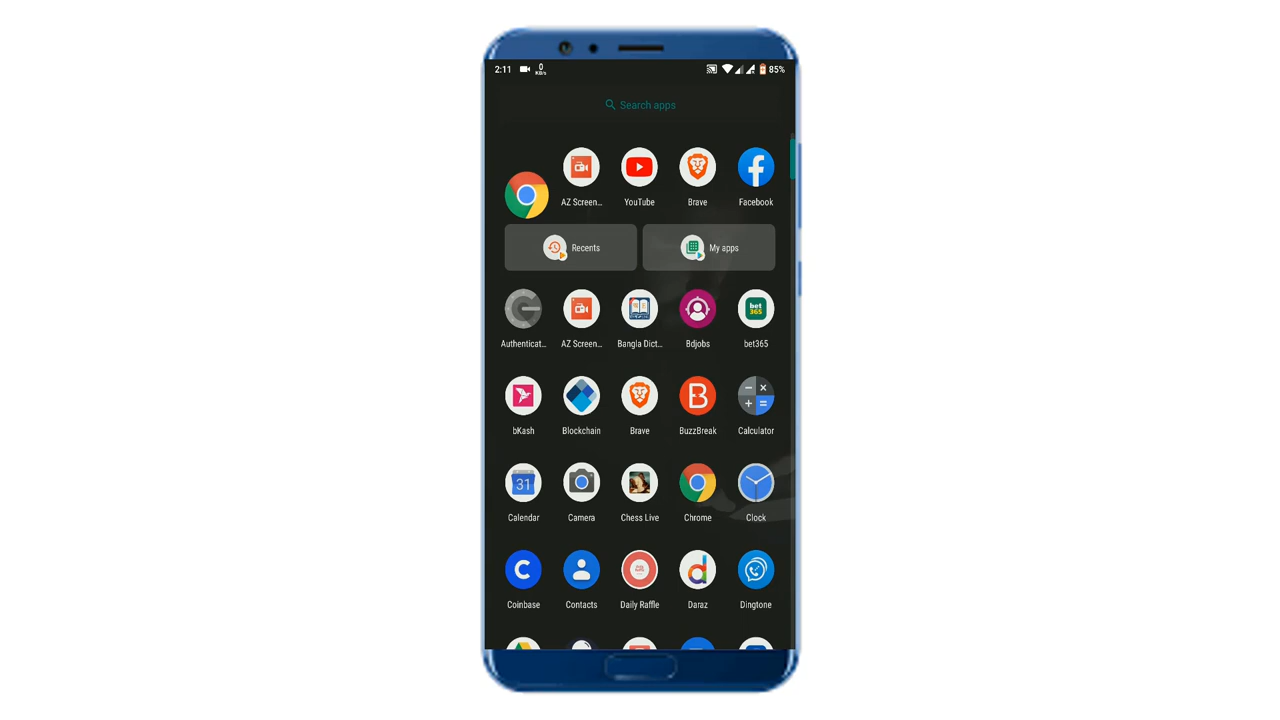 2:11
0
KB/s
85%
Search apps
AZ Screen...
YouTube
Brave
Facebook
Recents
My apps
Authenticat...
AZ Screen...
Bangla Dict...
Bdjobs
bet365
bet
365
bKash
Blockchain
Brave
BuzzBreak
Calculator
31
Calendar
Camera
Chess Live
Chrome
Clock
Coinbase
Contacts
Daily Raffle
Daraz
Dingtone